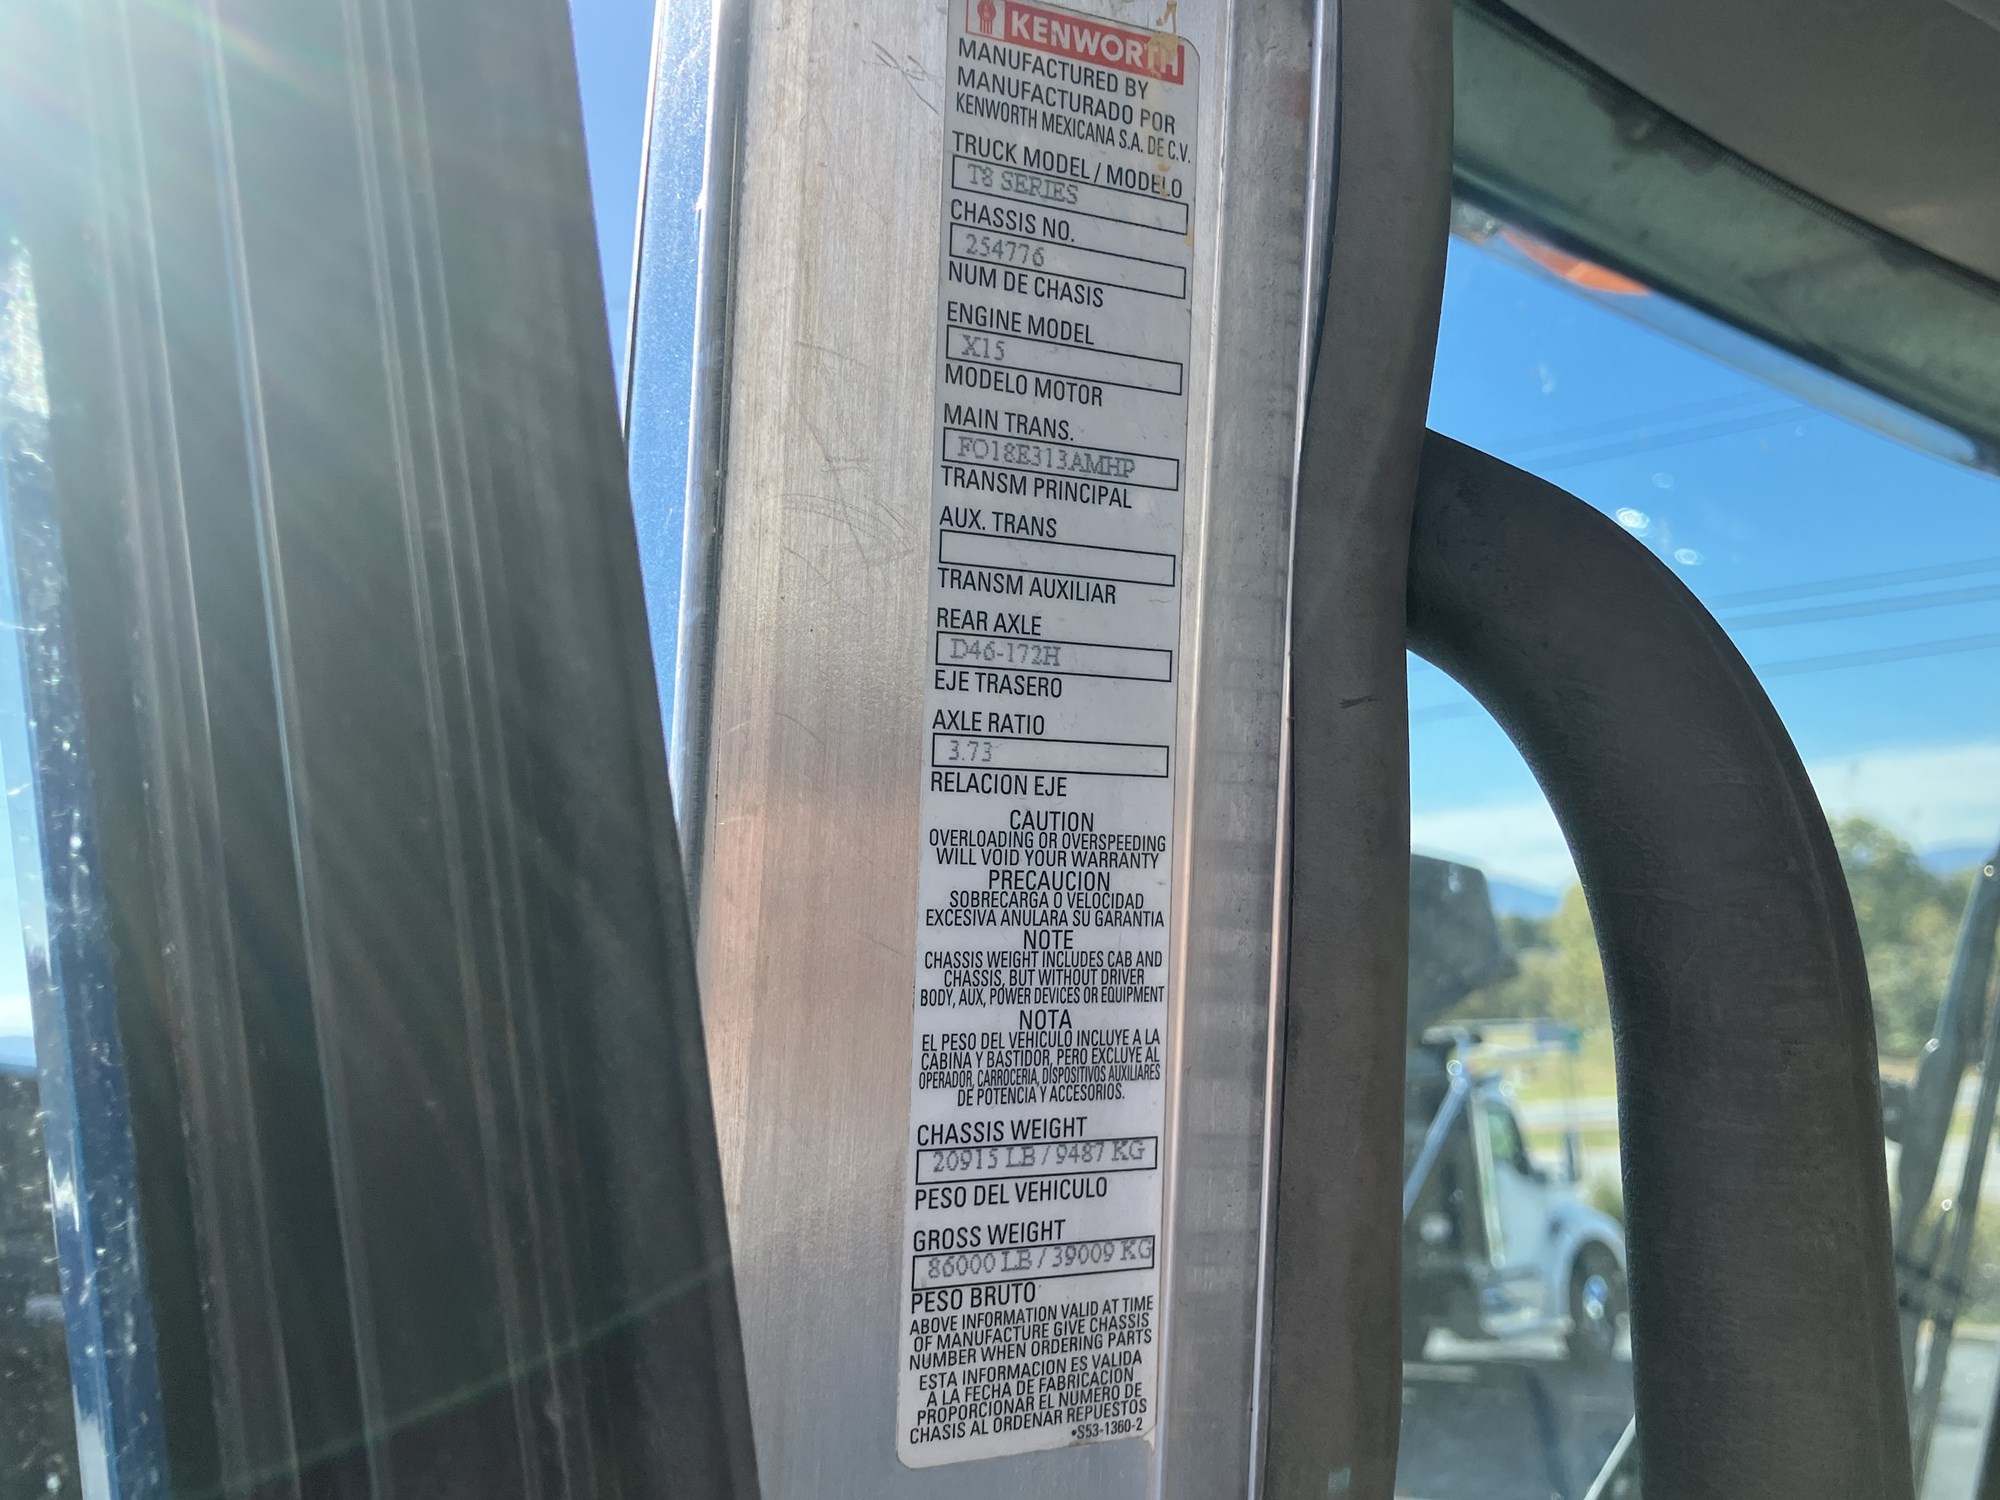 KENWORTH
MANUFACTURED BY
MANUFACTURADO POR
KENWORTH MEXICANA S.A. DE C.V.
TRUCK MODEL / MODELO
T8 SERIES
CHASSIS NO.
254776
NUM DE CHASIS
ENGINE MODEL
X15
MODELO MOTOR
MAIN TRANS.
FO18E313AMHP
TRANSM PRINCIPAL
AUX. TRANS
TRANSM AUXILIAR
REAR AXLE
D46-172H
EJE TRASERO
AXLE RATIO
3.73
RELACION EJE
CAUTION
OVERLOADING OR OVERSPEEDING
WILL VOID YOUR WARRANTY
PRECAUCION
SOBRECARGA O VELOCIDAD
EXCESIVA ANULARA SU GARANTIA
NOTE
CHASSIS WEIGHT INCLUDES CAB AND
CHASSIS, BUT WITHOUT DRIVER
BODY, AUX, POWER DEVICES OR EQUIPMENT
NOTA
EL PESO DEL VEHICULO INCLUYE A LA
CABINA Y BASTIDOR, PERO EXCLUYE AL
OPERADOR, CARROCERIA, DISPOSITIVOS AUXILIARES
DE POTENCIA Y ACCESORIOS.
CHASSIS WEIGHT
20915 LB / 9487 KG
PESO DEL VEHICULO
GROSS WEIGHT
86000 LB / 39009 KG
PESO BRUTO
ABOVE INFORMATION VALID AT TIME
OF MANUFACTURE GIVE CHASSIS
NUMBER WHEN ORDERING PARTS
ESTA INFORMACION ES VALIDA
A LA FECHA DE FABRICACION
PROPORCIONAR EL NUMERO DE
CHASIS AL ORDENAR REPUESTOS
•S53-1360-2